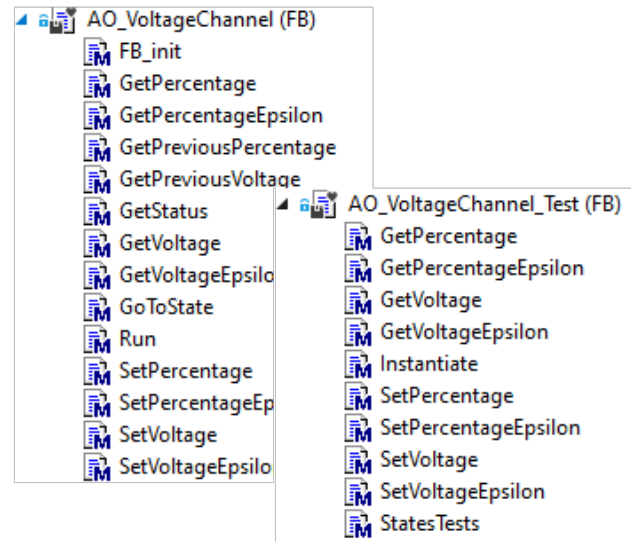 AO_VoltageChannel (FB)
FB_init
GetPercentage
GetPercentageEpsilon
GetPreviousPercentage
GetPreviousVoltage
GetStatus
GetVoltage
GetVoltageEpsilo
GoToState
Run
SetPercentage
SetPercentageEp
SetVoltage
SetVoltageEpsilo
AO_VoltageChannel_Test (FB)
GetPercentage
GetPercentageEpsilon
GetVoltage
GetVoltageEpsilon
Instantiate
SetPercentage
SetPercentageEpsilon
SetVoltage
SetVoltageEpsilon
StatesTests